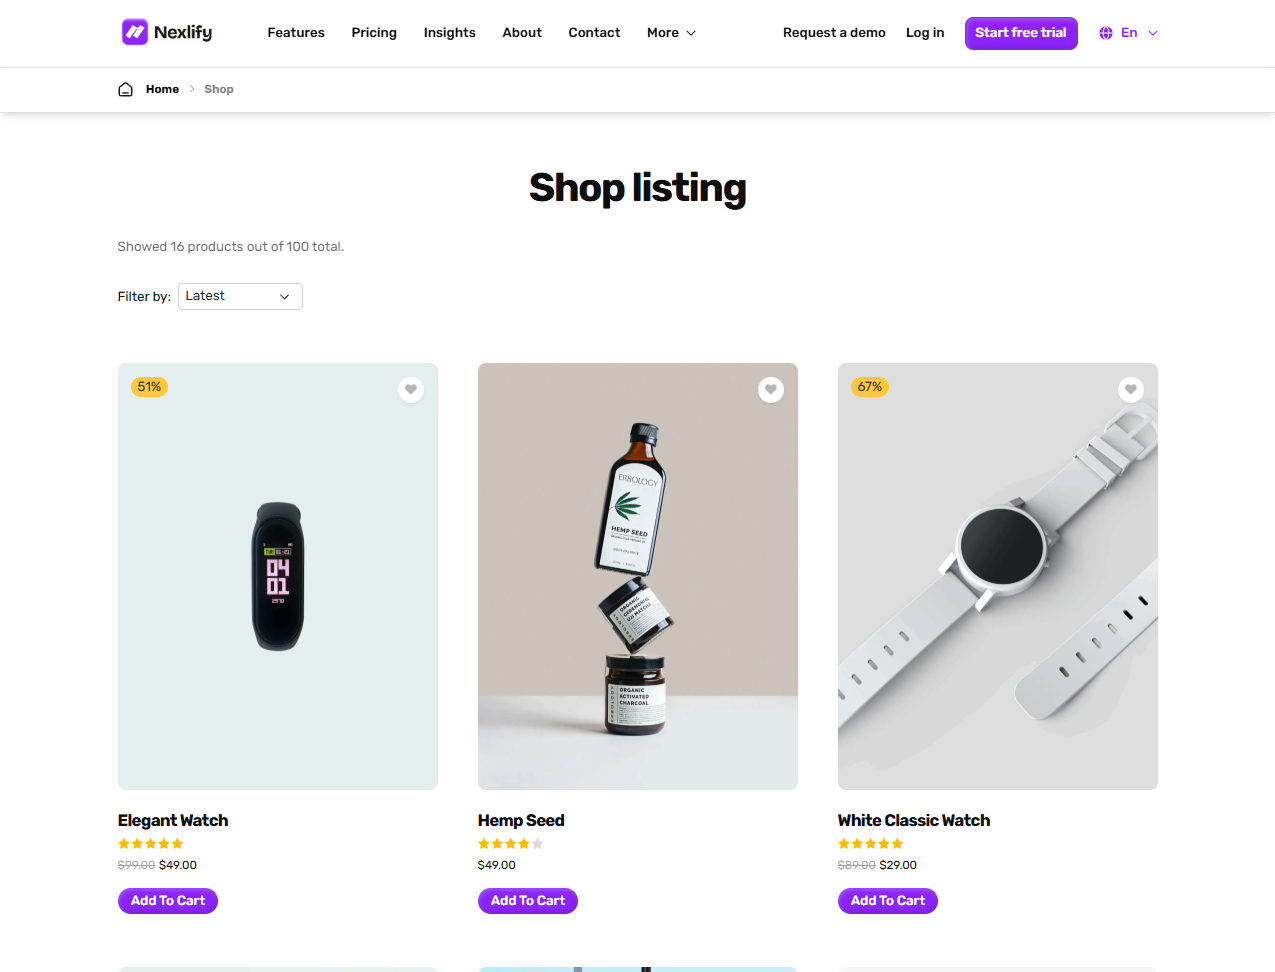 Nexlify
Features Pricing Insights About Contact More
Request a demo Log in Start free trial En
Home Shop
Shop listing
Showed 16 products out of 100 total.
Filter by: Latest
51%
67%
04
01
ERBOLOGY
HEMP SEED
ORGANIC
CEREMONIAL
UJI MATCHA
ORGANIC
ACTIVATED
CHARCOAL
Elegant Watch
$99.00 $49.00
Add To Cart
Hemp Seed
$49.00
Add To Cart
White Classic Watch
$89.00 $29.00
Add To Cart